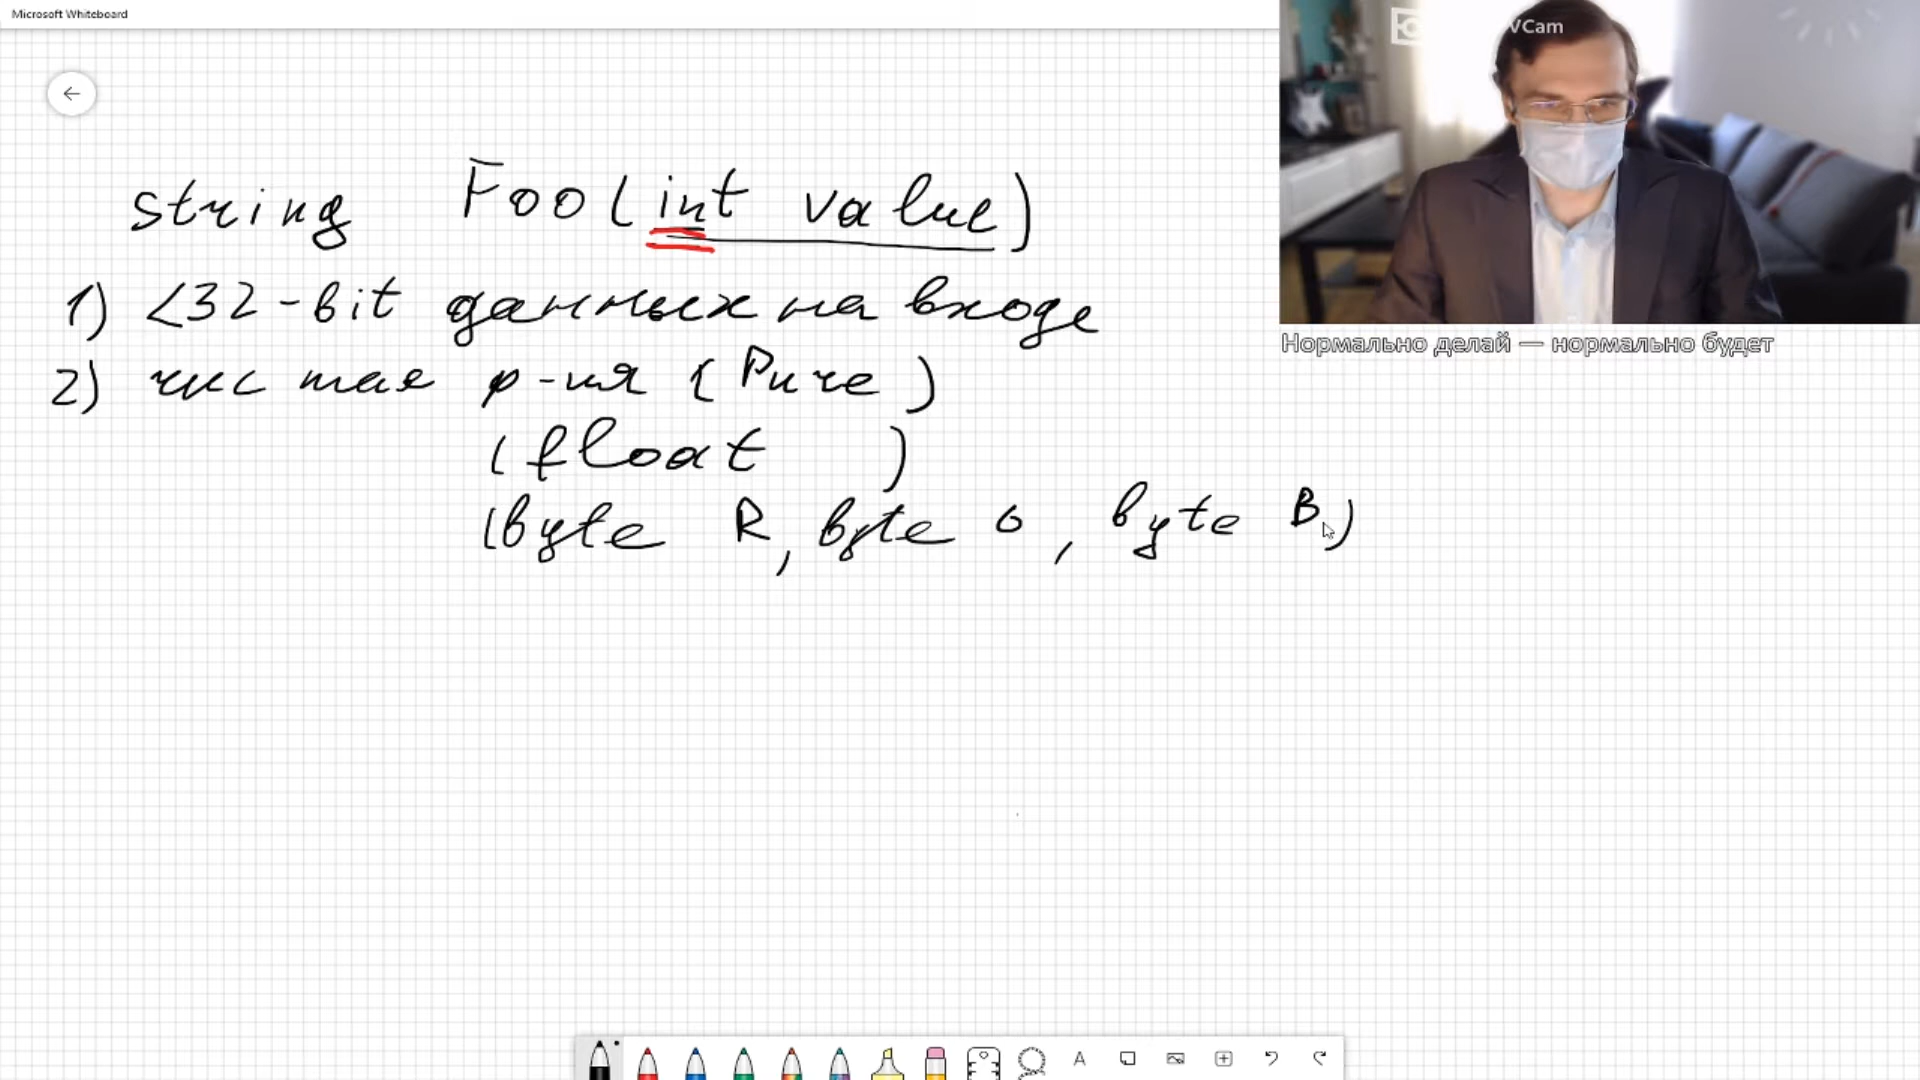 Microsoft Whiteboard
VCam
string Foo(int value)
1) <32-bit данных на входе
Нормально делай — нормально будет
2) чистая ф-ия (Pure)
(float )
(byte R, byte G, byte B)
A